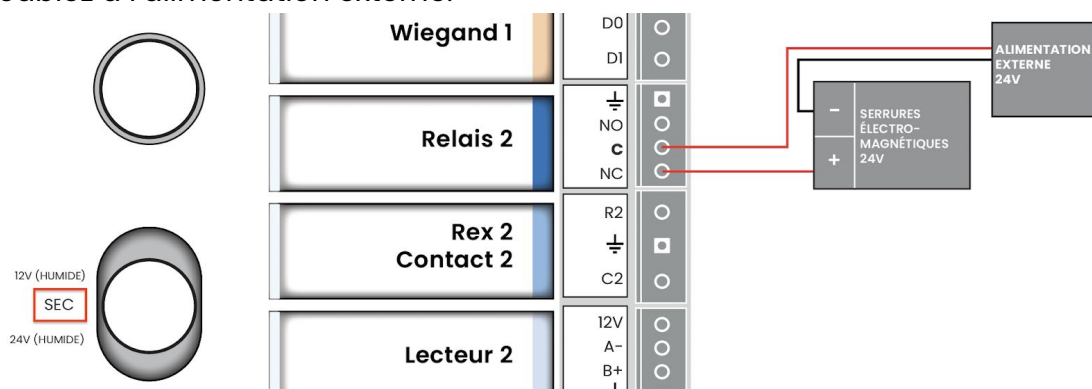 Wiegand 1
D0
D1
Relais 2
NO
C
NC
Rex 2
Contact 2
R2
C2
Lecteur 2
12V
A-
B+
12V (HUMIDE)
SEC
24V (HUMIDE)
ALIMENTATION
EXTERNE
24V
−
+
SERRURES
ÉLECTRO-
MAGNÉTIQUES
24V